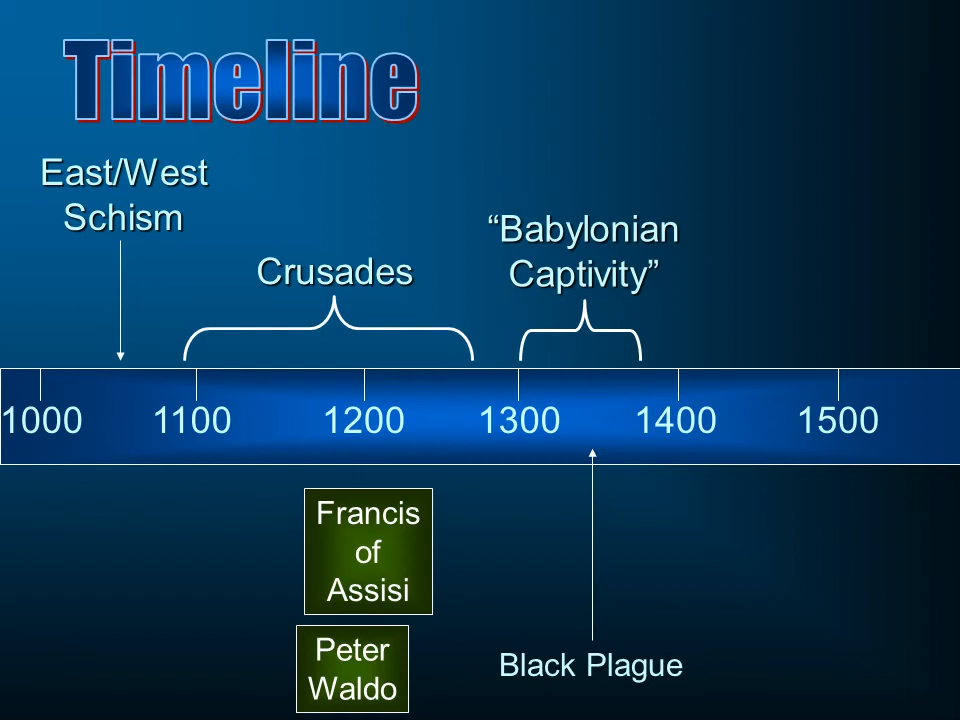 Timeline
East/West
Schism
Crusades
“Babylonian
Captivity”
1000 1100 1200 1300 1400 1500
Francis
of
Assisi
Peter
Waldo
Black Plague